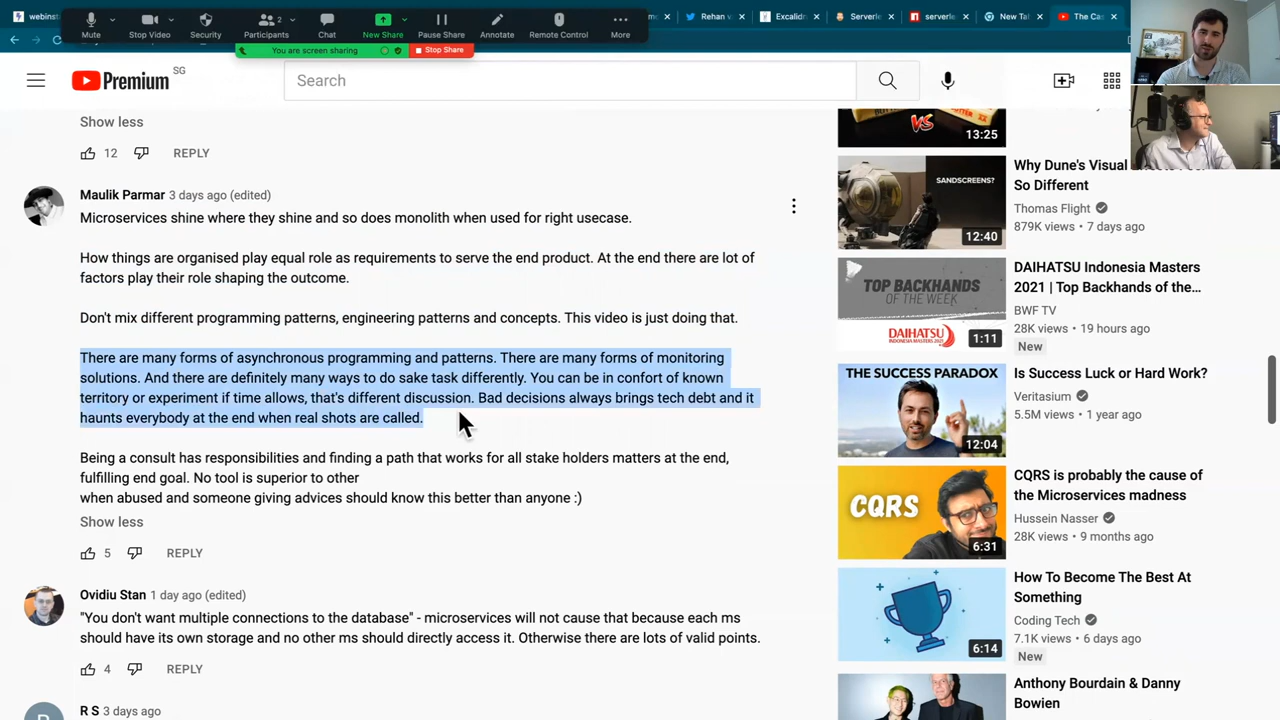 webinst
Rehan v
Excalidr
Serverle
serverle
New Tal
The Cas
Mute
Stop Video
Security
2
Participants
Chat
New Share
Pause Share
Annotate
Remote Control
More
You are screen sharing
Stop Share
Premium
SG
Search
Show less
12
REPLY
Maulik Parmar 3 days ago (edited)
Microservices shine where they shine and so does monolith when used for right usecase.
How things are organised play equal role as requirements to serve the end product. At the end there are lot of
factors play their role shaping the outcome.
Don't mix different programming patterns, engineering patterns and concepts. This video is just doing that.
There are many forms of asynchronous programming and patterns. There are many forms of monitoring
solutions. And there are definitely many ways to do sake task differently. You can be in confort of known
territory or experiment if time allows, that's different discussion. Bad decisions always brings tech debt and it
haunts everybody at the end when real shots are called.
Being a consult has responsibilities and finding a path that works for all stake holders matters at the end,
fulfilling end goal. No tool is superior to other
when abused and someone giving advices should know this better than anyone :)
Show less
5
REPLY
Ovidiu Stan 1 day ago (edited)
"You don't want multiple connections to the database" - microservices will not cause that because each ms
should have its own storage and no other ms should directly access it. Otherwise there are lots of valid points.
4
REPLY
R S 3 days ago
VS
13:25
SANDSCREENS?
12:40
Why Dune's Visual
So Different
Thomas Flight
879K views • 7 days ago
TOP BACKHANDS
OF THE WEEK
DAIHATSU
INDONESIA MASTERS
1:11
DAIHATSU Indonesia Masters
2021 | Top Backhands of the…
BWF TV
28K views • 19 hours ago
New
THE SUCCESS PARADOX
12:04
Is Success Luck or Hard Work?
Veritasium
5.5M views • 1 year ago
CQRS
6:31
CQRS is probably the cause of
the Microservices madness
Hussein Nasser
28K views • 9 months ago
6:14
How To Become The Best At
Something
Coding Tech
7.1K views • 6 days ago
New
Anthony Bourdain & Danny
Bowien